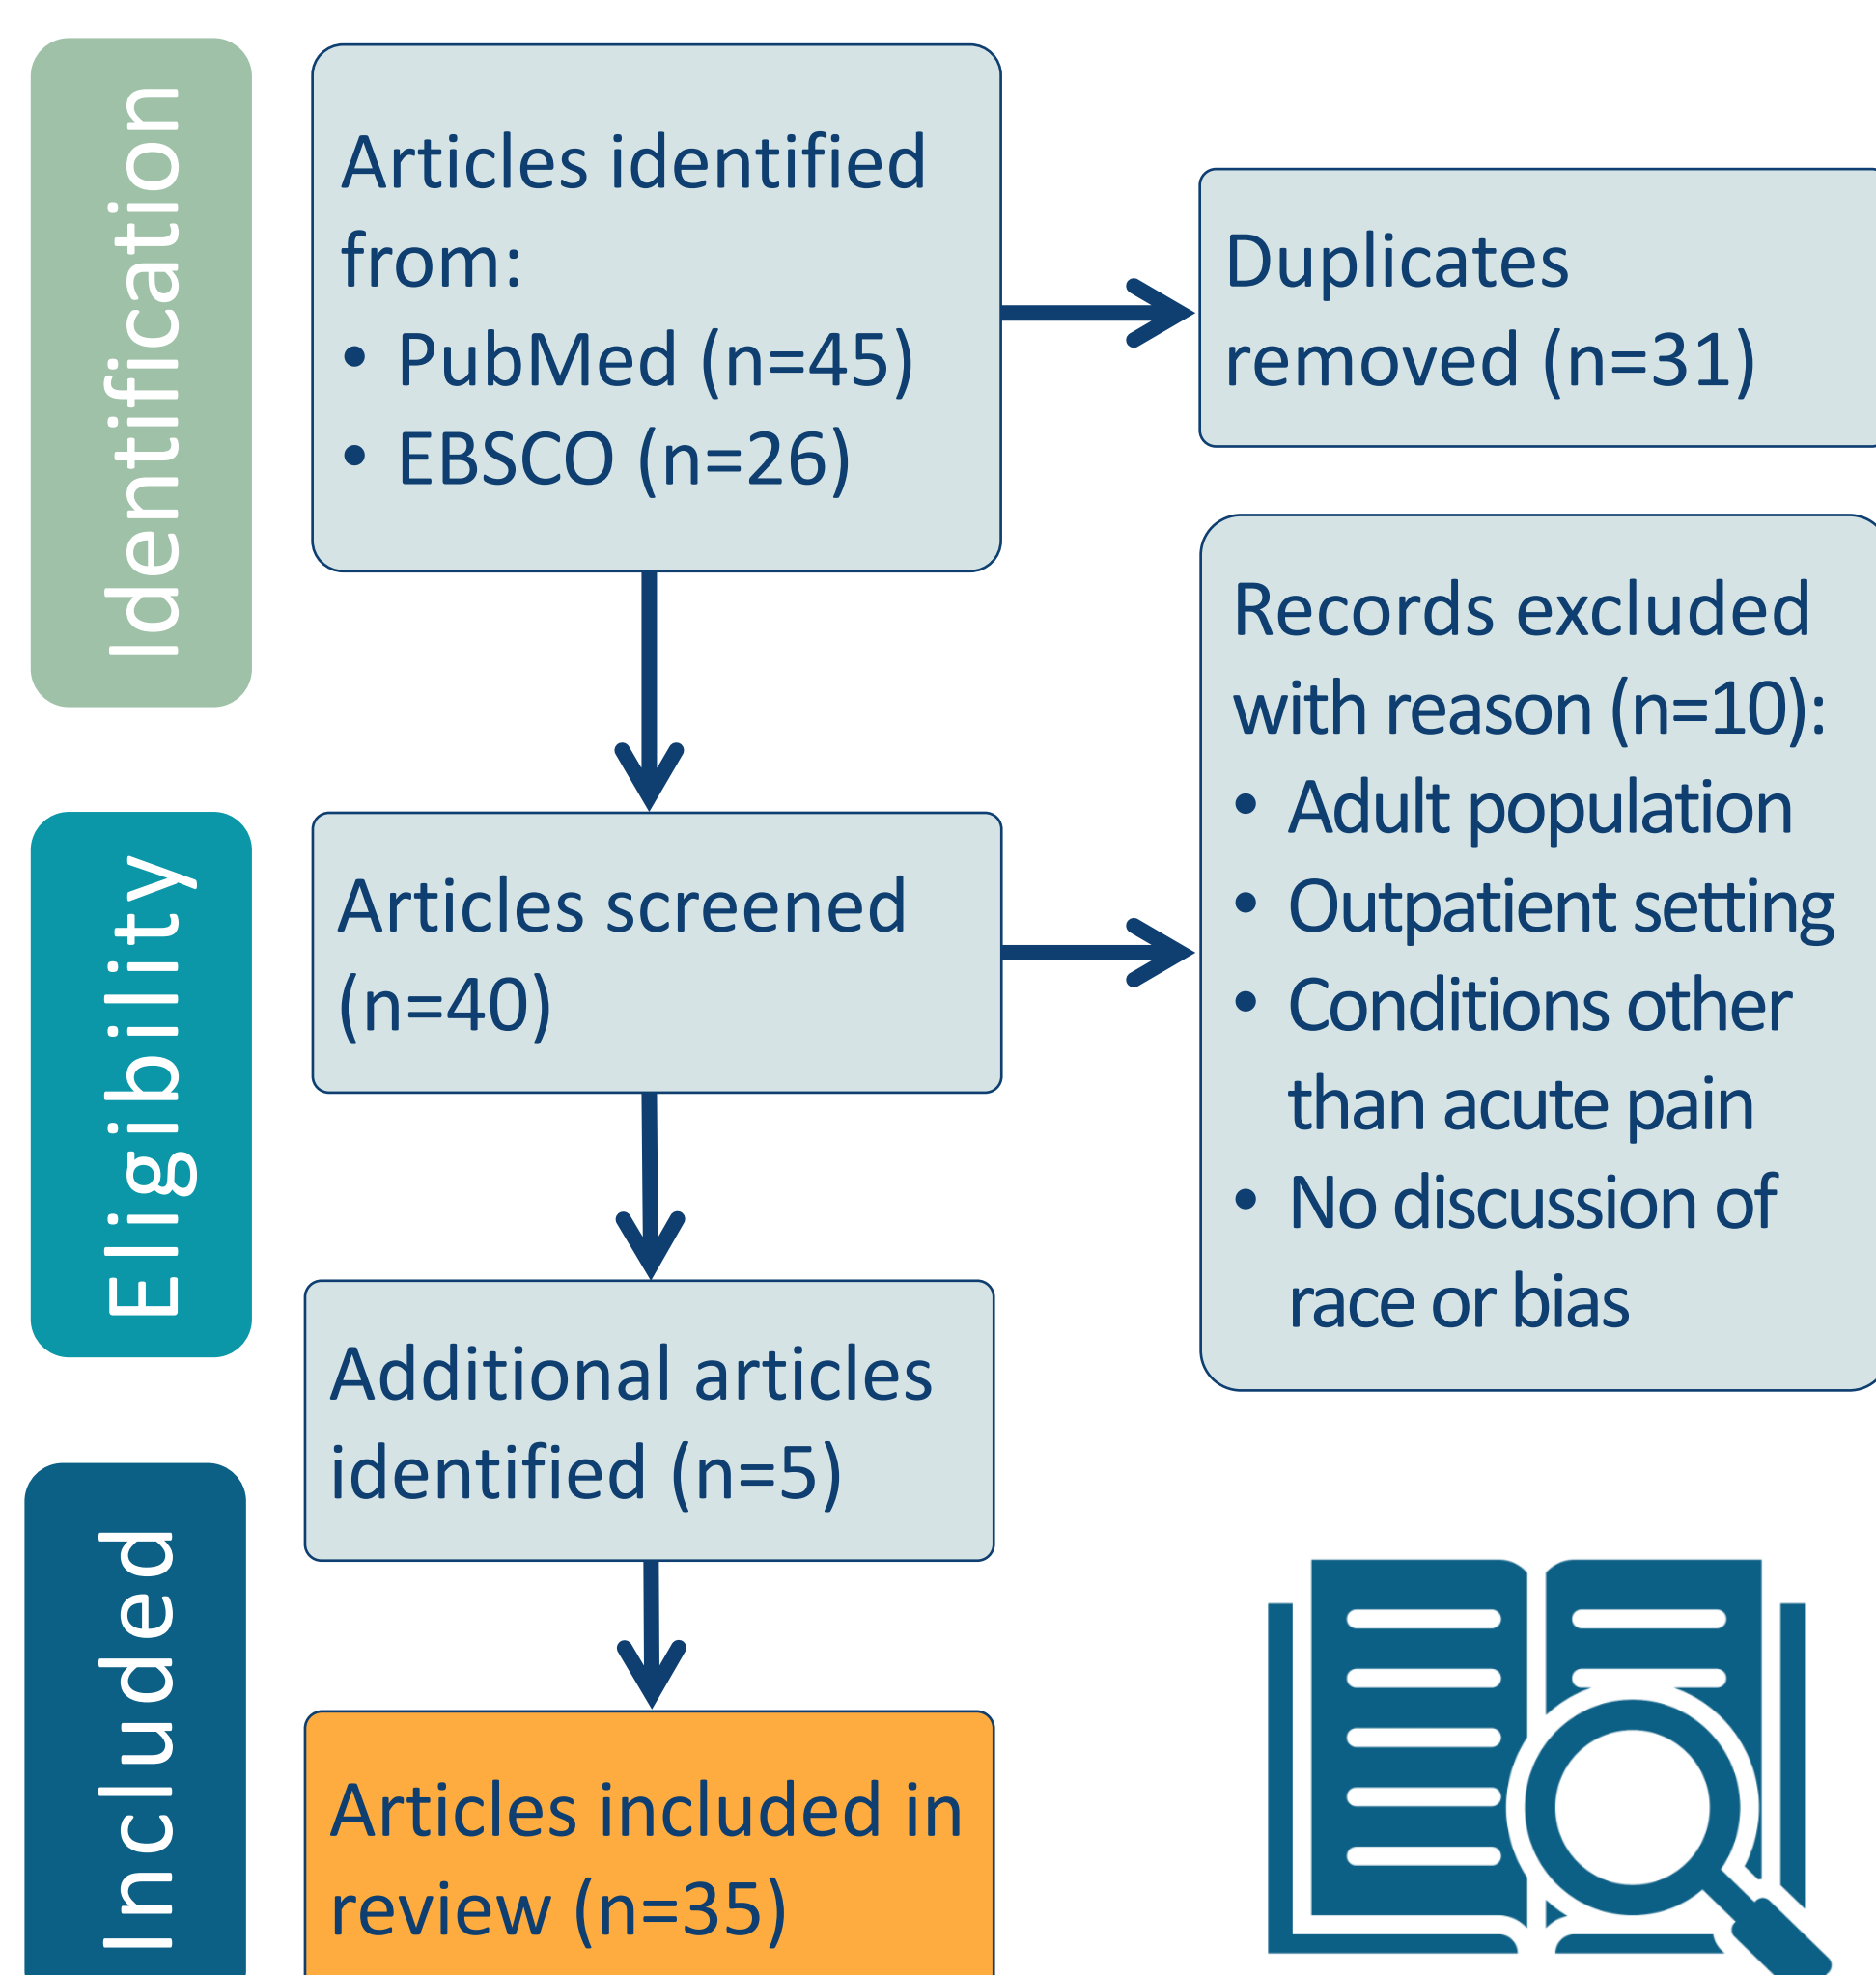 Identification
Articles identified
from:
• PubMed (n=45)
• EBSCO (n=26)
Duplicates
removed (n=31)
Eligibility
Articles screened
(n=40)
Records excluded
with reason (n=10):
• Adult population
• Outpatient setting
• Conditions other
than acute pain
• No discussion of
race or bias
Additional articles
identified (n=5)
Included
Articles included in
review (n=35)